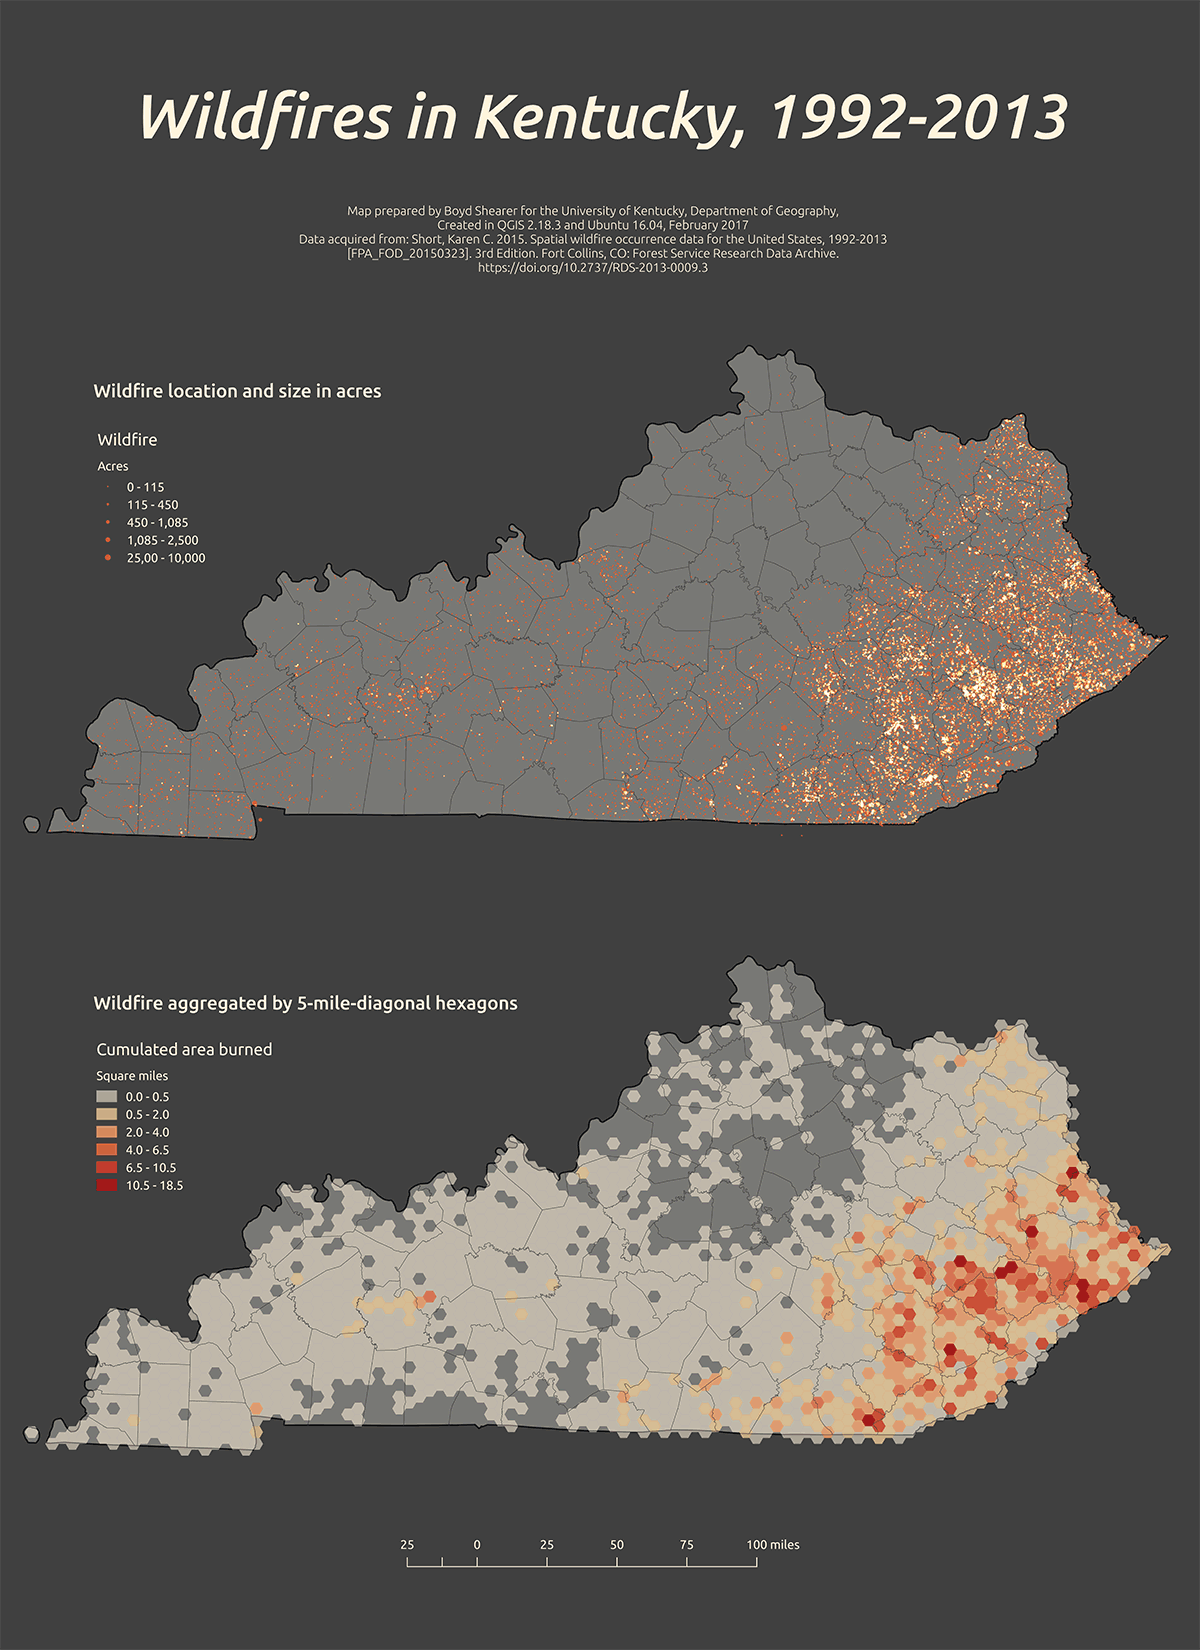 Wildfires in Kentucky, 1992-2013
Map prepared by Boyd Shearer for the University of Kentucky, Department of Geography,
Created in QGIS 2.18.3 and Ubuntu 16.04, February 2017
Data acquired from: Short, Karen C. 2015. Spatial wildfire occurrence data for the United States, 1992-2013
[FPA_FOD_20150323]. 3rd Edition. Fort Collins, CO: Forest Service Research Data Archive.
https://doi.org/10.2737/RDS-2013-0009.3
Wildfire location and size in acres
Wildfire
Acres
0 - 115
115 - 450
450 - 1,085
1,085 - 2,500
25,00 - 10,000
Wildfire aggregated by 5-mile-diagonal hexagons
Cumulated area burned
Square miles
0.0 - 0.5
0.5 - 2.0
2.0 - 4.0
4.0 - 6.5
6.5 - 10.5
10.5 - 18.5
25 0 25 50 75 100 miles